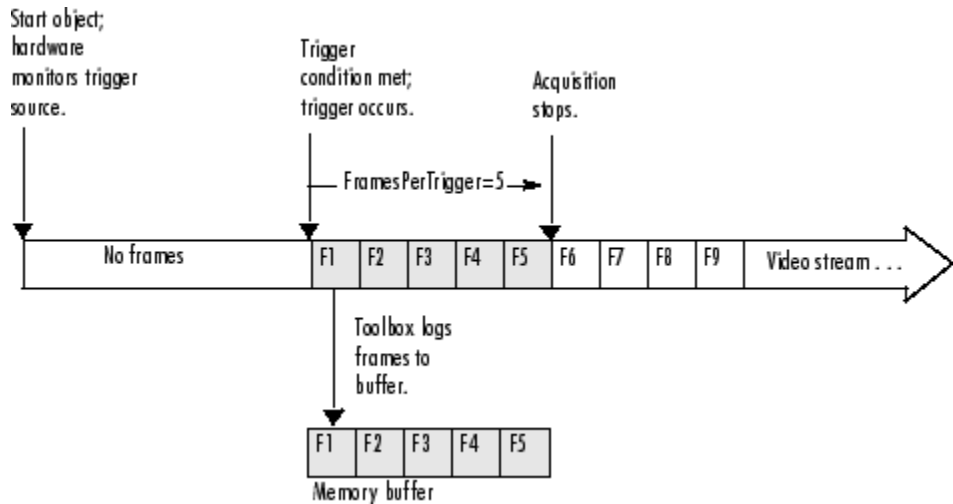 Start object;
hardware
monitors trigger
source.
Trigger
condition met;
trigger occurs.
Acquisition
stops.
FramesPerTrigger=5
No frames
F1
F2
F3
F4
F5
F6
F7
F8
F9
Video stream . . .
Toolbox logs
frames to
buffer.
F1
F2
F3
F4
F5
Memory buffer